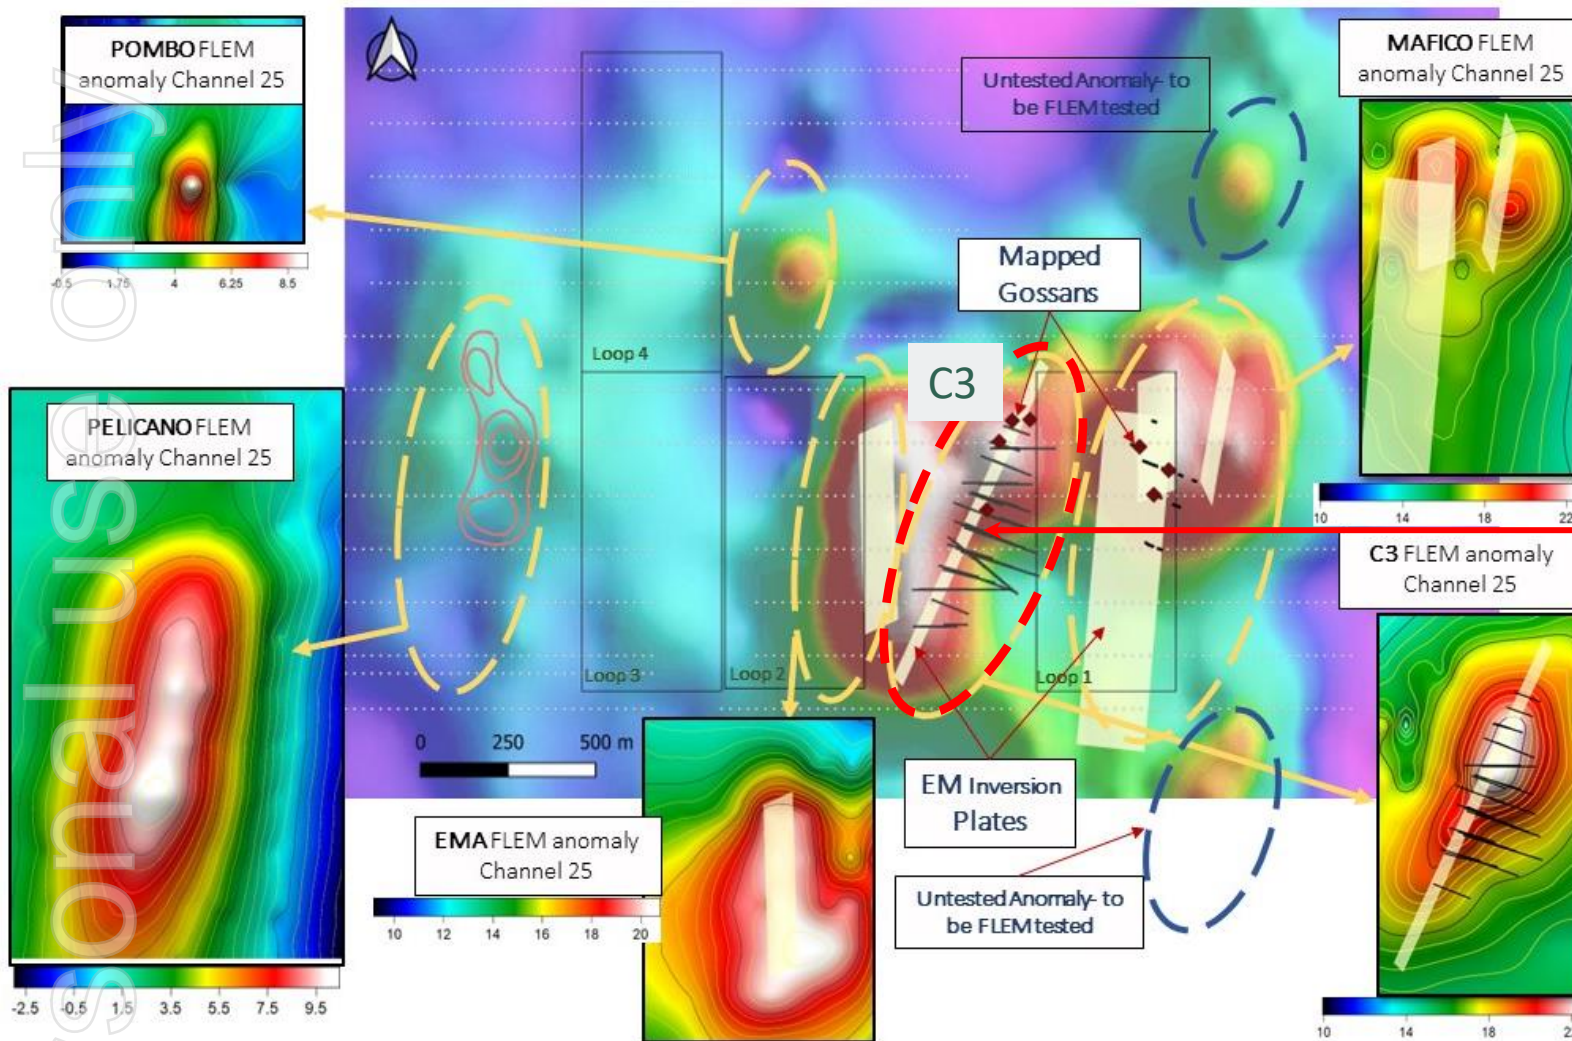 POMBO FLEM
anomaly Channel 25
-0.5 1.75 4 6.25 8.5
Untested Anomaly- to
be FLEM tested
MAFICO FLEM
anomaly Channel 25
10 14 18 22
Mapped
Gossans
C3
Loop 4
Loop 3
Loop 2
Loop 1
PELICANO FLEM
anomaly Channel 25
-2.5 -0.5 1.5 3.5 5.5 7.5 9.5
0 250 500 m
EMA FLEM anomaly
Channel 25
10 12 14 16 18 20
EM Inversion
Plates
Untested Anomaly- to
be FLEM tested
C3 FLEM anomaly
Channel 25
10 14 18
sonal use only